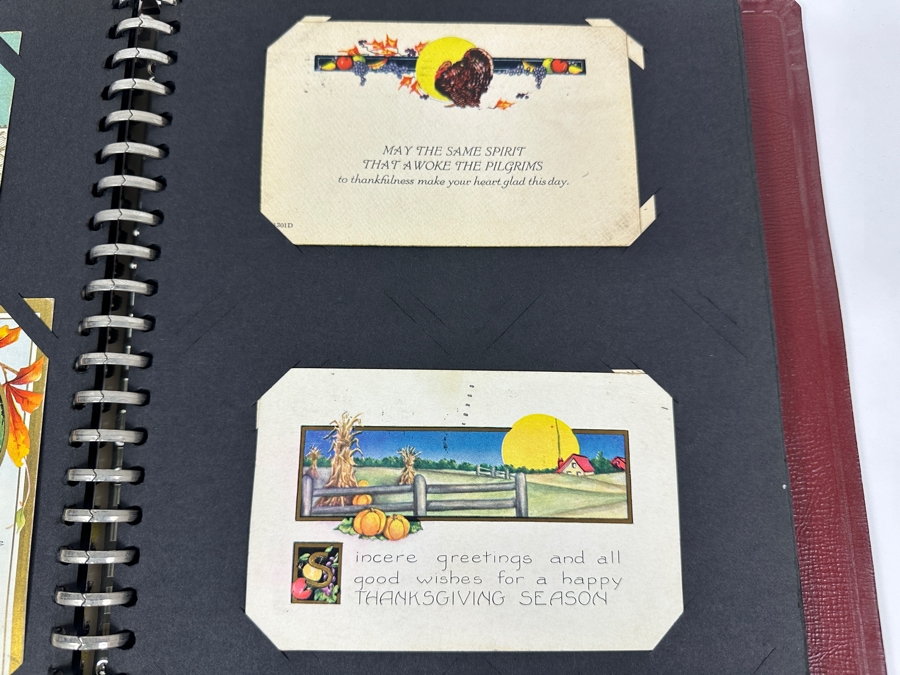 MAY THE SAME SPIRIT
THAT AWOKE THE PILGRIMS
to thankfulness make your heart glad this day.
301D
Sincere greetings and all
good wishes for a happy
THANKSGIVING SEASON